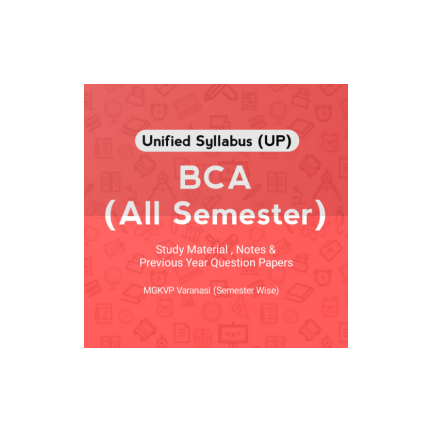 Unified Syllabus (UP)
BCA
(All Semester)
Study Material , Notes &
Previous Year Question Papers
MGKVP Varanasi (Semester Wise)